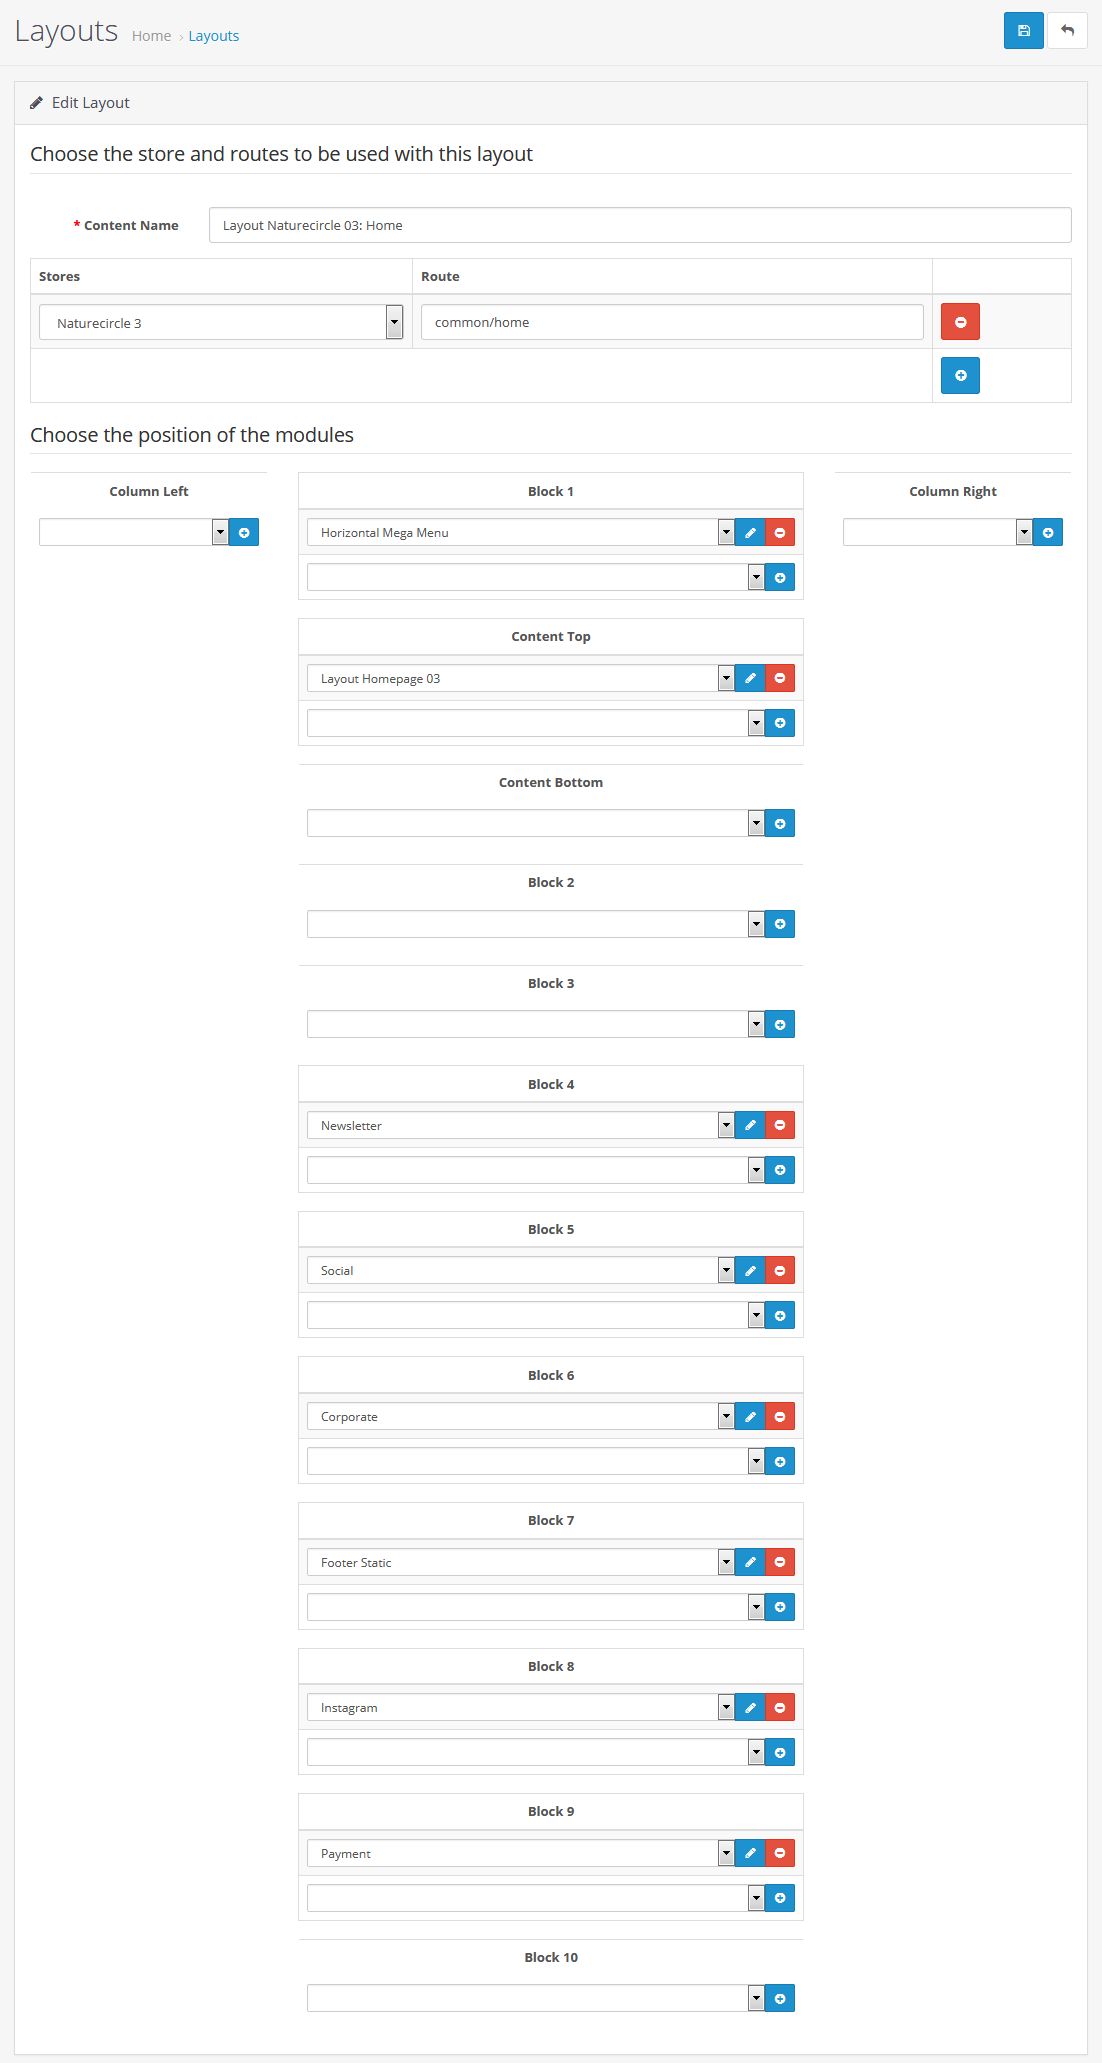 Layouts Home › Layouts
Edit Layout
Choose the store and routes to be used with this layout
* Content Name Layout Naturecircle 03: Home
Stores Route
Naturecircle 3 common/home
Choose the position of the modules
Column Left Block 1 Column Right
Horizontal Mega Menu
Content Top
Layout Homepage 03
Content Bottom
Block 2
Block 3
Block 4
Newsletter
Block 5
Social
Block 6
Corporate
Block 7
Footer Static
Block 8
Instagram
Block 9
Payment
Block 10